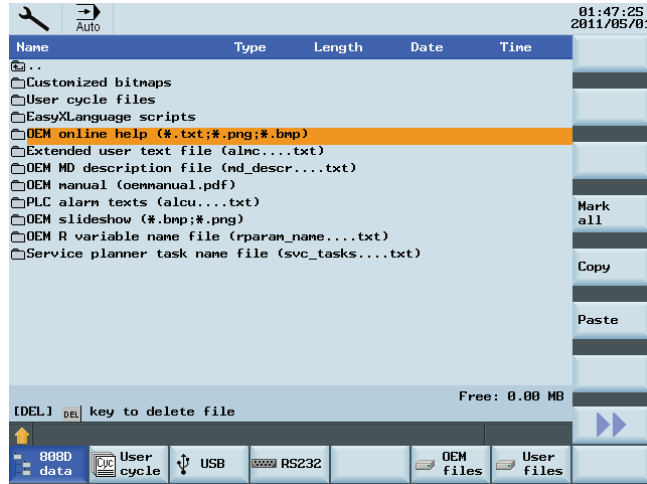 Auto
01:47:25
2011/05/01
Name Type Length Date Time
..
Customized bitmaps
User cycle files
EasyXLanguage scripts
OEM online help (*.txt;*.png;*.bmp)
Extended user text file (almc....txt)
OEM MD description file (md_descr....txt)
OEM manual (oemmanual.pdf)
PLC alarm texts (alcu....txt)
OEM slideshow (*.bmp;*.png)
OEM R variable name file (rparam_name....txt)
Service planner task name file (svc_tasks....txt)
Mark
all
Copy
Paste
Free: 0.00 MB
[DEL] DEL key to delete file
808D
data
CYC
User
cycle
USB
RS232
OEM
files
User
files